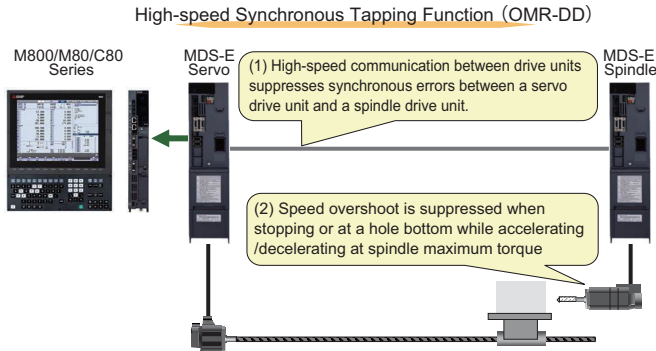 High-speed Synchronous Tapping Function (OMR-DD)
M800/M80/C80
Series
MDS-E
Servo
(1) High-speed communication between drive units
suppresses synchronous errors between a servo
drive unit and a spindle drive unit.
MDS-E
Spindle
(2) Speed overshoot is suppressed when
stopping or at a hole bottom while accelerating
/decelerating at spindle maximum torque